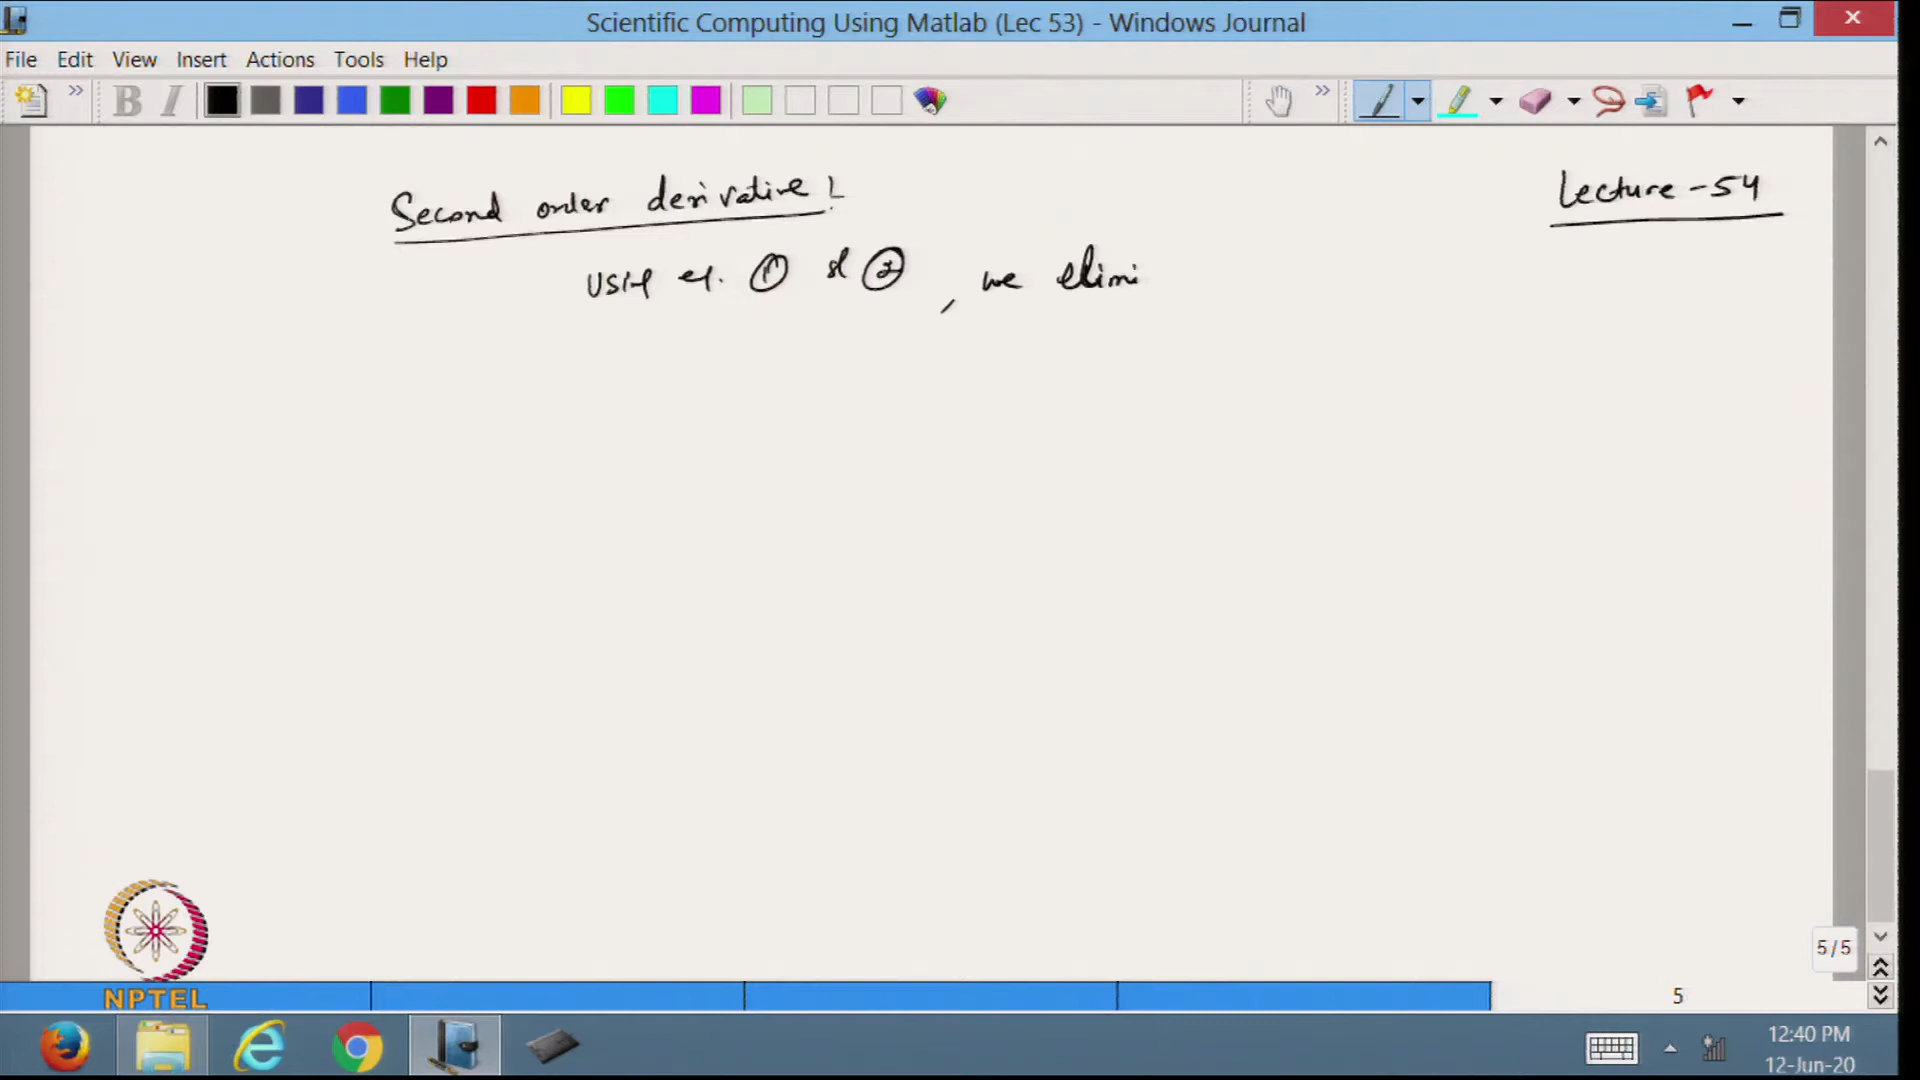 Scientific Computing Using Matlab (Lec 53) - Windows Journal
File Edit View Insert Actions Tools Help
B I
Second order derivative :
Lecture - 54
Using eq. ① & ② , we elimi
5/5
NPTEL
5
12:40 PM
12-Jun-20